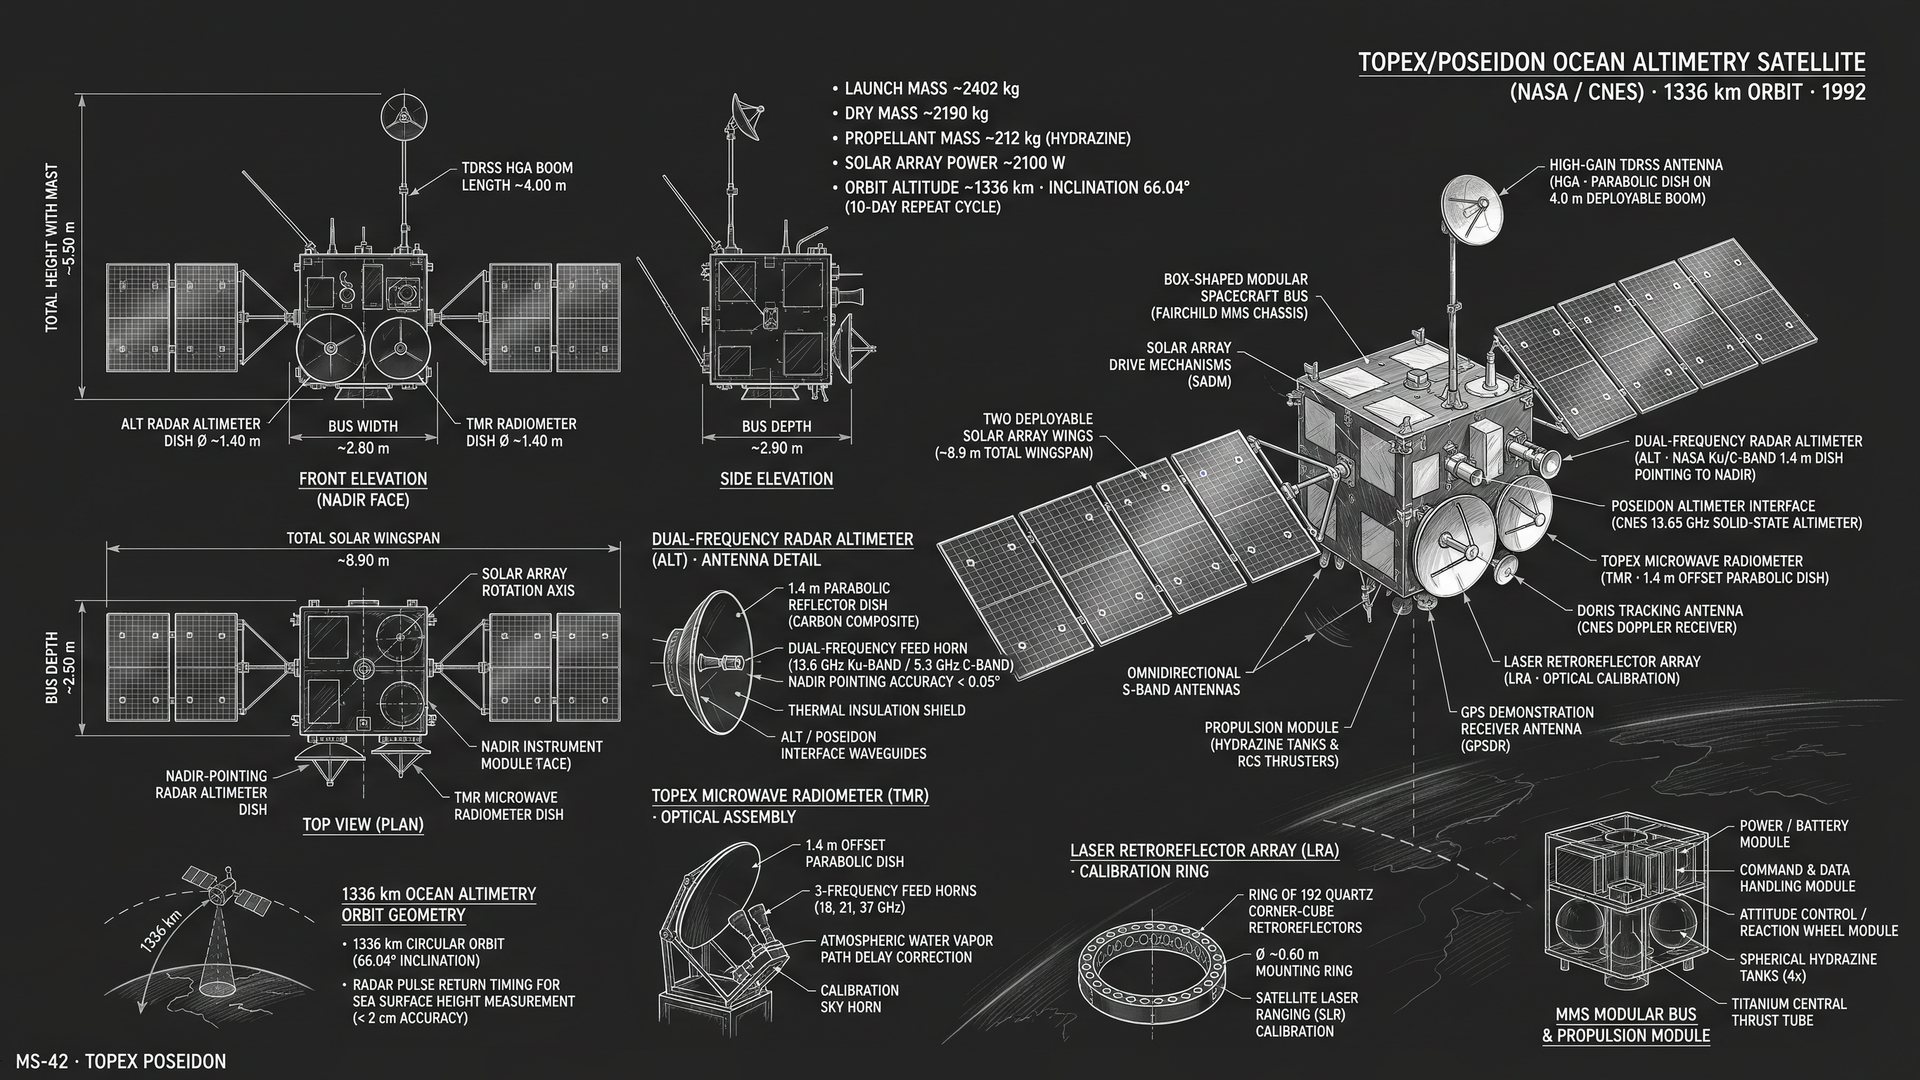 TOPEX/POSEIDON OCEAN ALTIMETRY SATELLITE
(NASA / CNES) · 1336 km ORBIT · 1992
• LAUNCH MASS ~2402 kg
• DRY MASS ~2190 kg
• PROPELLANT MASS ~212 kg (HYDRAZINE)
• SOLAR ARRAY POWER ~2100 W
• ORBIT ALTITUDE ~1336 km · INCLINATION 66.04°
(10-DAY REPEAT CYCLE)
TOTAL HEIGHT WITH MAST
~5.50 m
TDRSS HGA BOOM
LENGTH ~4.00 m
ALT RADAR ALTIMETER
DISH Ø ~1.40 m
BUS WIDTH
~2.80 m
TMR RADIOMETER
DISH Ø ~1.40 m
FRONT ELEVATION
(NADIR FACE)
BUS DEPTH
~2.90 m
SIDE ELEVATION
TOTAL SOLAR WINGSPAN
~8.90 m
SOLAR ARRAY
ROTATION AXIS
BUS DEPTH
~2.50 m
NADIR INSTRUMENT
MODULE TACE)
NADIR-POINTING
RADAR ALTIMETER
DISH
TMR MICROWAVE
RADIOMETER DISH
TOP VIEW (PLAN)
1336 km
1336 km OCEAN ALTIMETRY
ORBIT GEOMETRY
• 1336 km CIRCULAR ORBIT
(66.04° INCLINATION)
• RADAR PULSE RETURN TIMING FOR
SEA SURFACE HEIGHT MEASUREMENT
(< 2 cm ACCURACY)
DUAL-FREQUENCY RADAR ALTIMETER
(ALT) · ANTENNA DETAIL
1.4 m PARABOLIC
REFLECTOR DISH
(CARBON COMPOSITE)
DUAL-FREQUENCY FEED HORN
(13.6 GHz Ku-BAND / 5.3 GHz C-BAND)
NADIR POINTING ACCURACY < 0.05°
THERMAL INSULATION SHIELD
ALT / POSEIDON
INTERFACE WAVEGUIDES
TOPEX MICROWAVE RADIOMETER (TMR)
· OPTICAL ASSEMBLY
1.4 m OFFSET
PARABOLIC DISH
3-FREQUENCY FEED HORNS
(18, 21, 37 GHz)
ATMOSPHERIC WATER VAPOR
PATH DELAY CORRECTION
CALIBRATION
SKY HORN
HIGH-GAIN TDRSS ANTENNA
(HGA · PARABOLIC DISH ON
4.0 m DEPLOYABLE BOOM)
BOX-SHAPED MODULAR
SPACECRAFT BUS
(FAIRCHILD MMS CHASSIS)
SOLAR ARRAY
DRIVE MECHANISMS
(SADM)
TWO DEPLOYABLE
SOLAR ARRAY WINGS
(~8.9 m TOTAL WINGSPAN)
DUAL-FREQUENCY RADAR ALTIMETER
(ALT · NASA Ku/C-BAND 1.4 m DISH
POINTING TO NADIR)
POSEIDON ALTIMETER INTERFACE
(CNES 13.65 GHz SOLID-STATE ALTIMETER)
TOPEX MICROWAVE RADIOMETER
(TMR · 1.4 m OFFSET PARABOLIC DISH)
DORIS TRACKING ANTENNA
(CNES DOPPLER RECEIVER)
LASER RETROREFLECTOR ARRAY
(LRA · OPTICAL CALIBRATION)
GPS DEMONSTRATION
RECEIVER ANTENNA
(GPSDR)
OMNIDIRECTIONAL
S-BAND ANTENNAS
PROPULSION MODULE
(HYDRAZINE TANKS &
RCS THRUSTERS)
LASER RETROREFLECTOR ARRAY (LRA)
· CALIBRATION RING
RING OF 192 QUARTZ
CORNER-CUBE
RETROREFLECTORS
Ø ~0.60 m
MOUNTING RING
SATELLITE LASER
RANGING (SLR)
CALIBRATION
POWER / BATTERY
MODULE
COMMAND & DATA
HANDLING MODULE
ATTITUDE CONTROL /
REACTION WHEEL MODULE
SPHERICAL HYDRAZINE
TANKS (4x)
TITANIUM CENTRAL
THRUST TUBE
MMS MODULAR BUS
& PROPULSION MODULE
MS-42 · TOPEX POSEIDON